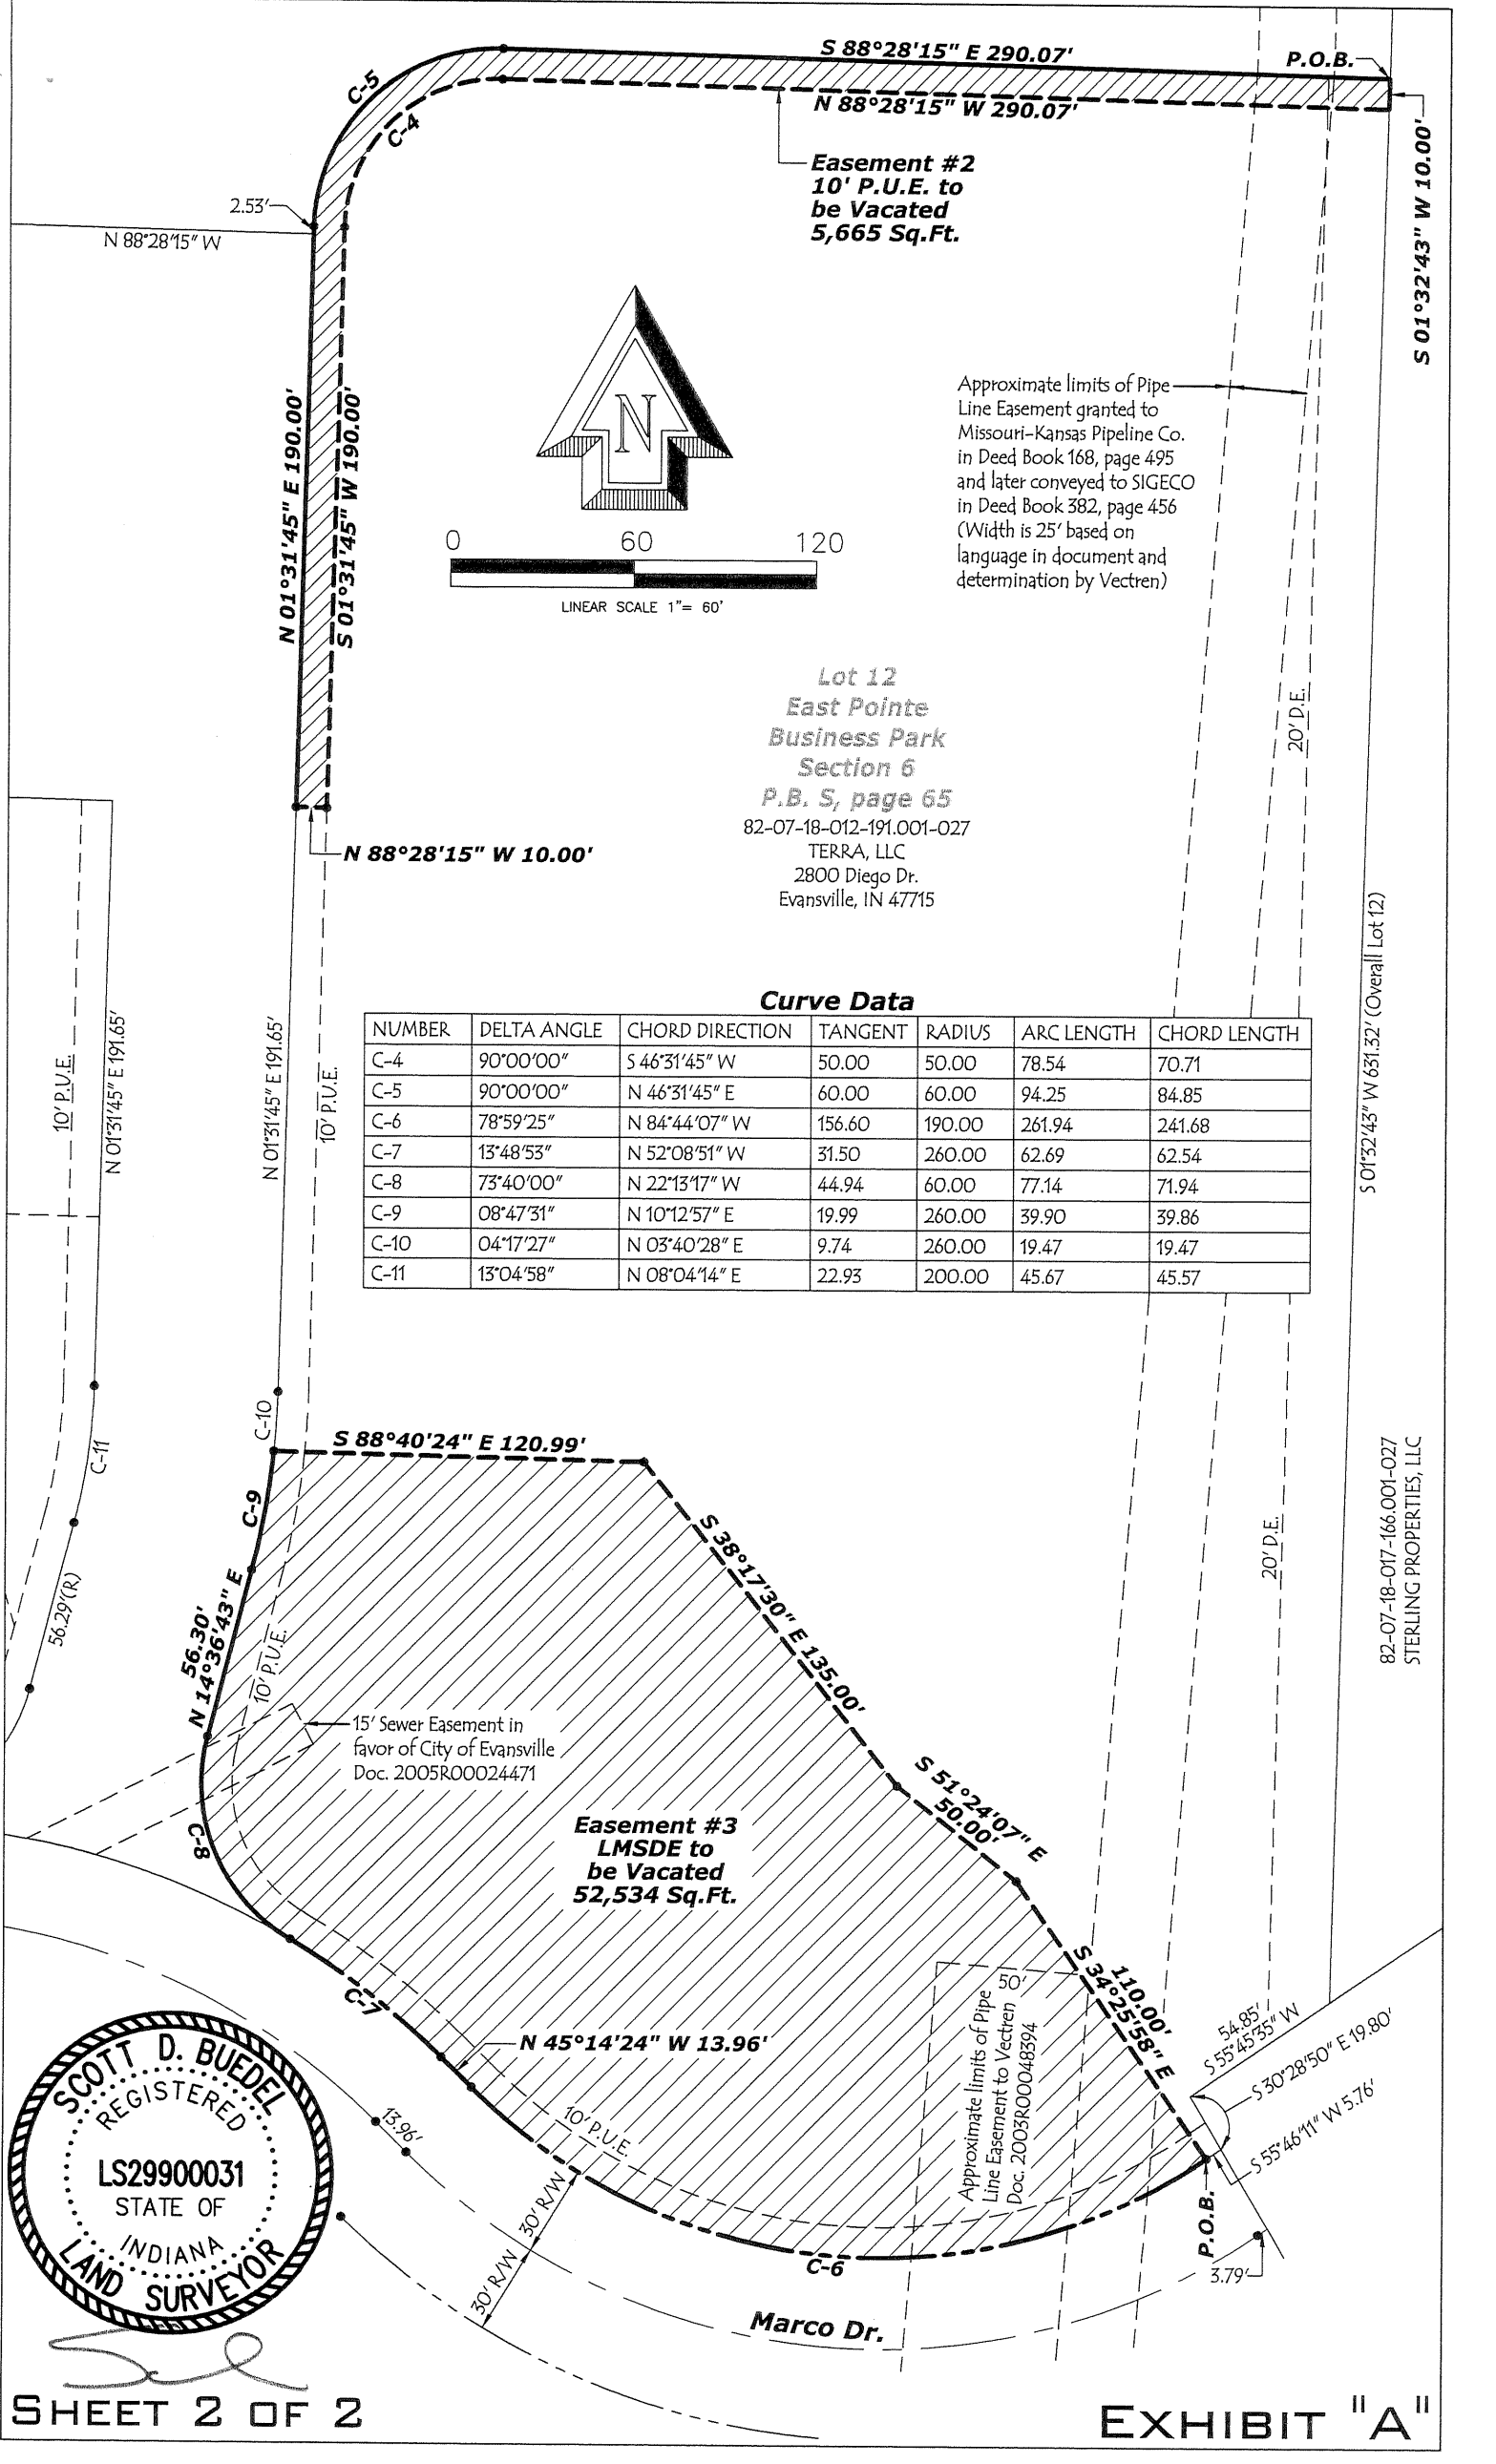 S 88°28'15" E 290.07'
P.O.B.
N 88°28'15" W 290.07'
C-5
C-4
S 01°32'43" W 10.00'
Easement #2
10' P.U.E. to
be Vacated
5,665 Sq.Ft.
2.53'
N 88°28'15" W
N 01°31'45" E 190.00'
S 01°31'45" W 190.00'
N
0 60 120
LINEAR SCALE 1"= 60'
Approximate limits of Pipe
Line Easement granted to
Missouri-Kansas Pipeline Co.
in Deed Book 168, page 495
and later conveyed to SIGECO
in Deed Book 382, page 456
(Width is 25' based on
language in document and
determination by Vectren)
20' D.E.
Lot 12
East Pointe
Business Park
Section 6
P.B. S, page 65
82-07-18-012-191.001-027
TERRA, LLC
2800 Diego Dr.
Evansville, IN 47715
N 88°28'15" W 10.00'
S 01°32'43" W 631.32' (Overall Lot 12)
10' P.U.E.
N 01°31'45" E 191.65'
N 01°31'45" E 191.65'
10' P.U.E.
Curve Data
NUMBER DELTA ANGLE CHORD DIRECTION TANGENT RADIUS ARC LENGTH CHORD LENGTH
C-4 90°00'00" S 46°31'45" W 50.00 50.00 78.54 70.71
C-5 90°00'00" N 46°31'45" E 60.00 60.00 94.25 84.85
C-6 78°59'25" N 84°44'07" W 156.60 190.00 261.94 241.68
C-7 13°48'53" N 52°08'51" W 31.50 260.00 62.69 62.54
C-8 73°40'00" N 22°13'17" W 44.94 60.00 77.14 71.94
C-9 08°47'31" N 10°12'57" E 19.99 260.00 39.90 39.86
C-10 04°17'27" N 03°40'28" E 9.74 260.00 19.47 19.47
C-11 13°04'58" N 08°04'14" E 22.93 200.00 45.67 45.57
C-10
C-11
S 88°40'24" E 120.99'
C-9
56.29'(R)
56.30'
N 14°36'43" E
10' P.U.E.
S 38°17'30" E 135.00'
20' D.E.
82-07-18-017-166.001-027
STERLING PROPERTIES, LLC
15' Sewer Easement in
favor of City of Evansville
Doc. 2005R00024471
C-8
S 51°24'07" E
50.00'
Easement #3
LMSDE to
be Vacated
52,534 Sq.Ft.
110.00'
S 34°25'58" E
50'
Approximate limits of Pipe
Line Easement to Vectren
Doc. 2003R00048394
54.85'
S 55°45'35" W
S 30°28'50" E 19.80'
S 55°46'11" W 5.76'
C-7
N 45°14'24" W 13.96'
13.96'
10' P.U.E.
30' R/W
30' R/W
P.O.B.
3.79'
C-6
Marco Dr.
SCOTT D. BUEDEL
REGISTERED
LS29900031
STATE OF
INDIANA
LAND SURVEYOR
SHEET 2 OF 2
EXHIBIT "A"